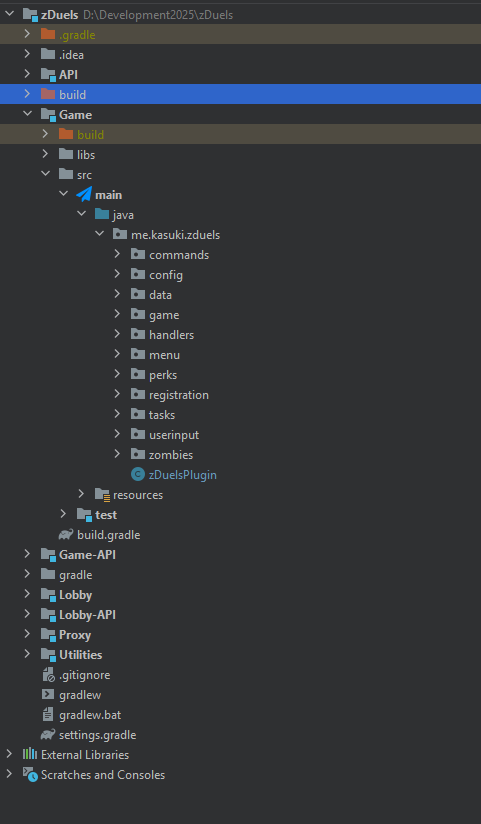 zDuels D:\Development2025\zDuels
.gradle
.idea
API
build
Game
build
libs
src
main
java
me.kasuki.zduels
commands
config
data
game
handlers
menu
perks
registration
tasks
userinput
zombies
zDuelsPlugin
resources
test
build.gradle
Game-API
gradle
Lobby
Lobby-API
Proxy
Utilities
.gitignore
gradlew
gradlew.bat
settings.gradle
External Libraries
Scratches and Consoles